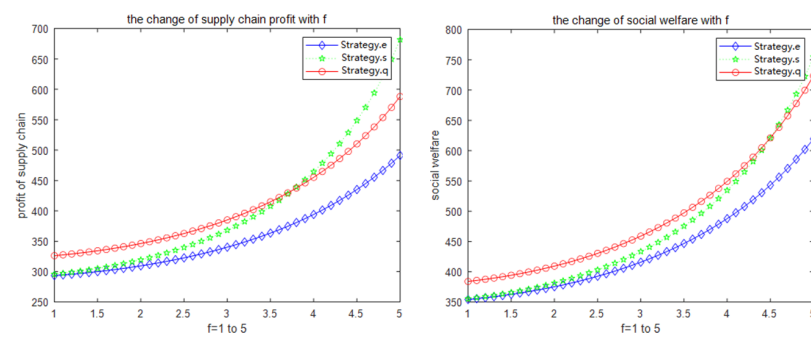 the change of supply chain profit with f
700
650
600
550
500
450
400
350
300
250
profit of supply chain
Strategy.e
Strategy.s
Strategy.q
1 1.5 2 2.5 3 3.5 4 4.5 5
f=1 to 5
the change of social welfare with f
800
750
700
650
600
550
500
450
400
350
social welfare
Strategy.e
Strategy.s
Strategy.q
1 1.5 2 2.5 3 3.5 4 4.5
f=1 to 5